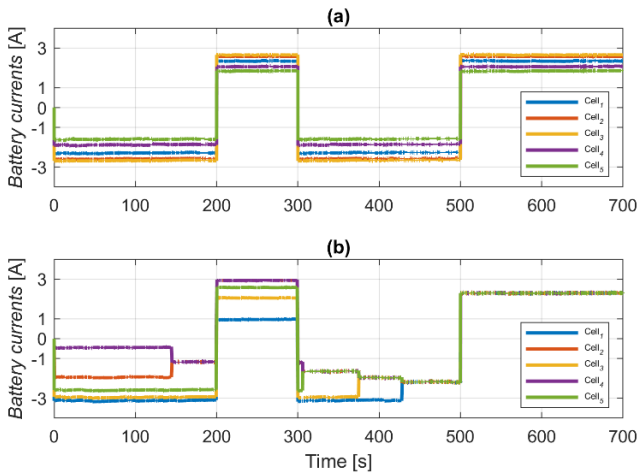 (a)
Battery currents [A]
3
1
0
-1
-3
0 100 200 300 400 500 600 700
Cell1
Cell2
Cell3
Cell4
Cell5
(b)
Battery currents [A]
3
1
0
-1
-3
0 100 200 300 400 500 600 700
Cell1
Cell2
Cell3
Cell4
Cell5
Time [s]